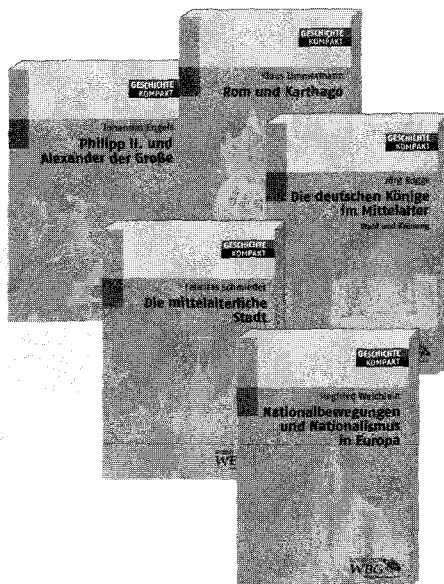 GESCHICHTE
KOMPAKT
Klaus Zimmermann
Rom und Karthago
GESCHICHTE
KOMPAKT
Johannes Engels
Philipp II. und
Alexander der Große
GESCHICHTE
KOMPAKT
Jörg Rogge
Die deutschen Könige
im Mittelalter
Wahl und Krönung
GESCHICHTE
KOMPAKT
Felicitas Schmieder
Die mittelalterliche
Stadt
GESCHICHTE
KOMPAKT
Siegfried Weichlein
Nationalbewegungen
und Nationalismus
in Europa
WBG